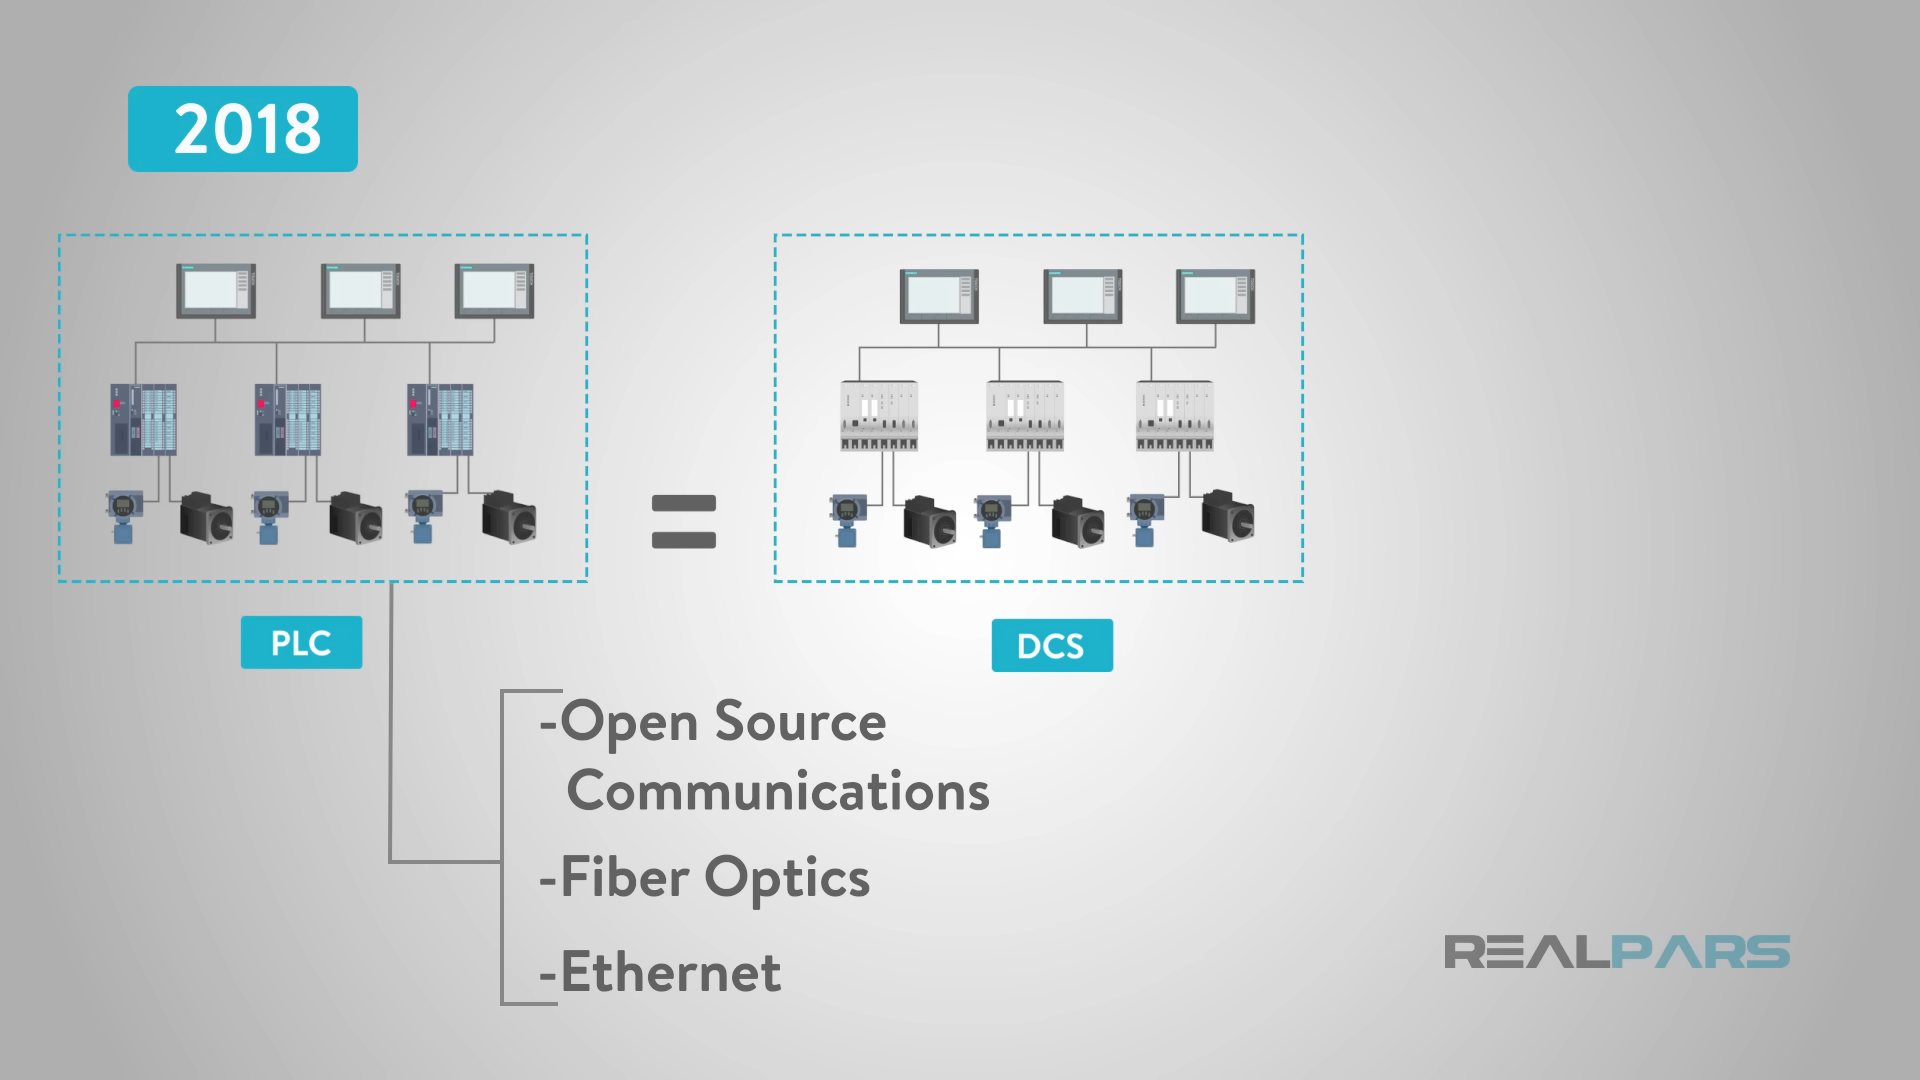 2018
PLC
DCS
-Open Source
Communications
-Fiber Optics
-Ethernet
REALPARS